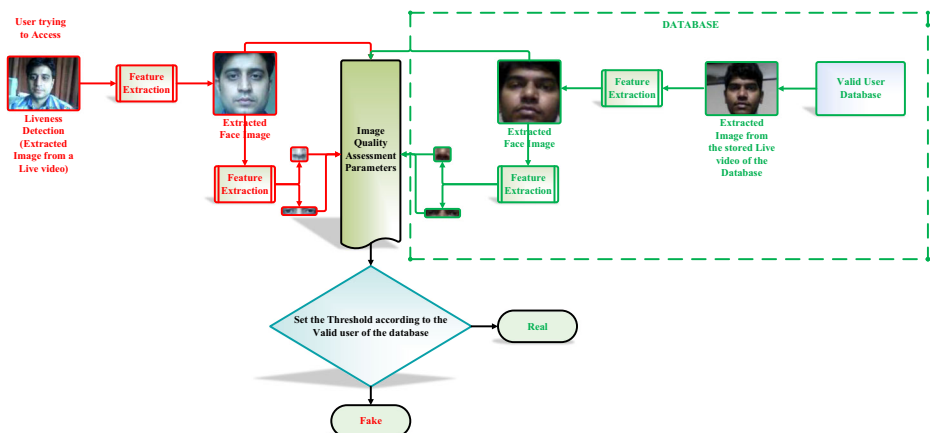 User trying
to Access
Liveness
Detection
(Extracted
Image from a
Live video)
Feature
Extraction
Extracted
Face Image
Feature
Extraction
Image
Quality
Assessment
Parameters
DATABASE
Extracted
Face Image
Feature
Extraction
Feature
Extraction
Extracted
Image from
the stored Live
video of the
Database
Valid User
Database
Set the Threshold according to the
Valid user of the database
Real
Fake